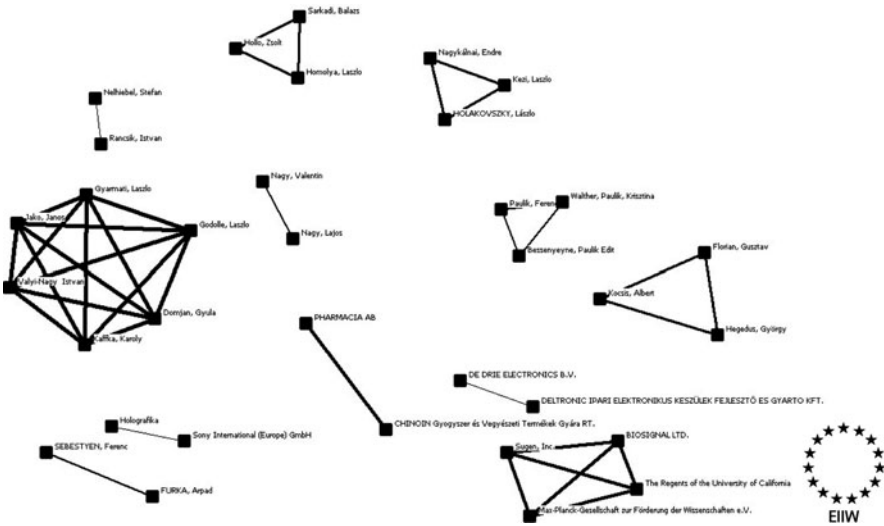 Sarkadi, Balazs
Hollo, Zsolt
Homolya, Laszlo
Nagykálnai, Endre
Kezi, Laszlo
HOLAKOVSZKY, László
Nelhiebel, Stefan
Rancsik, Istvan
Gyarmati, Laszlo
Jako, Janos
Godolle, Laszlo
Valyi-Nagy Istvan
Domjan, Gyula
Kaffka, Karoly
Nagy, Valentin
Nagy, Lajos
Paulik, Ferenc
Walther, Paulik, Krisztina
Bessenyeyne, Paulik Edit
Florian, Gusztav
Kocsis, Albert
Hegedus, György
PHARMACIA AB
CHINOIN Gyogyszer és Vegyészeti Termékek Gyára RT.
DE DRIE ELECTRONICS B.V.
DELTRONIC IPARI ELEKTRONIKUS KESZÜLEK FEJLESZTÖ ES GYARTO KFT.
Holografika
Sony International (Europe) GmbH
SEBESTYEN, Ferenc
FURKA, Arpad
BIOSIGNAL LTD.
Sugen, Inc.
The Regents of the University of California
Max-Planck-Gesellschaft zur Förderung der Wissenschaften e.V.
EIIW